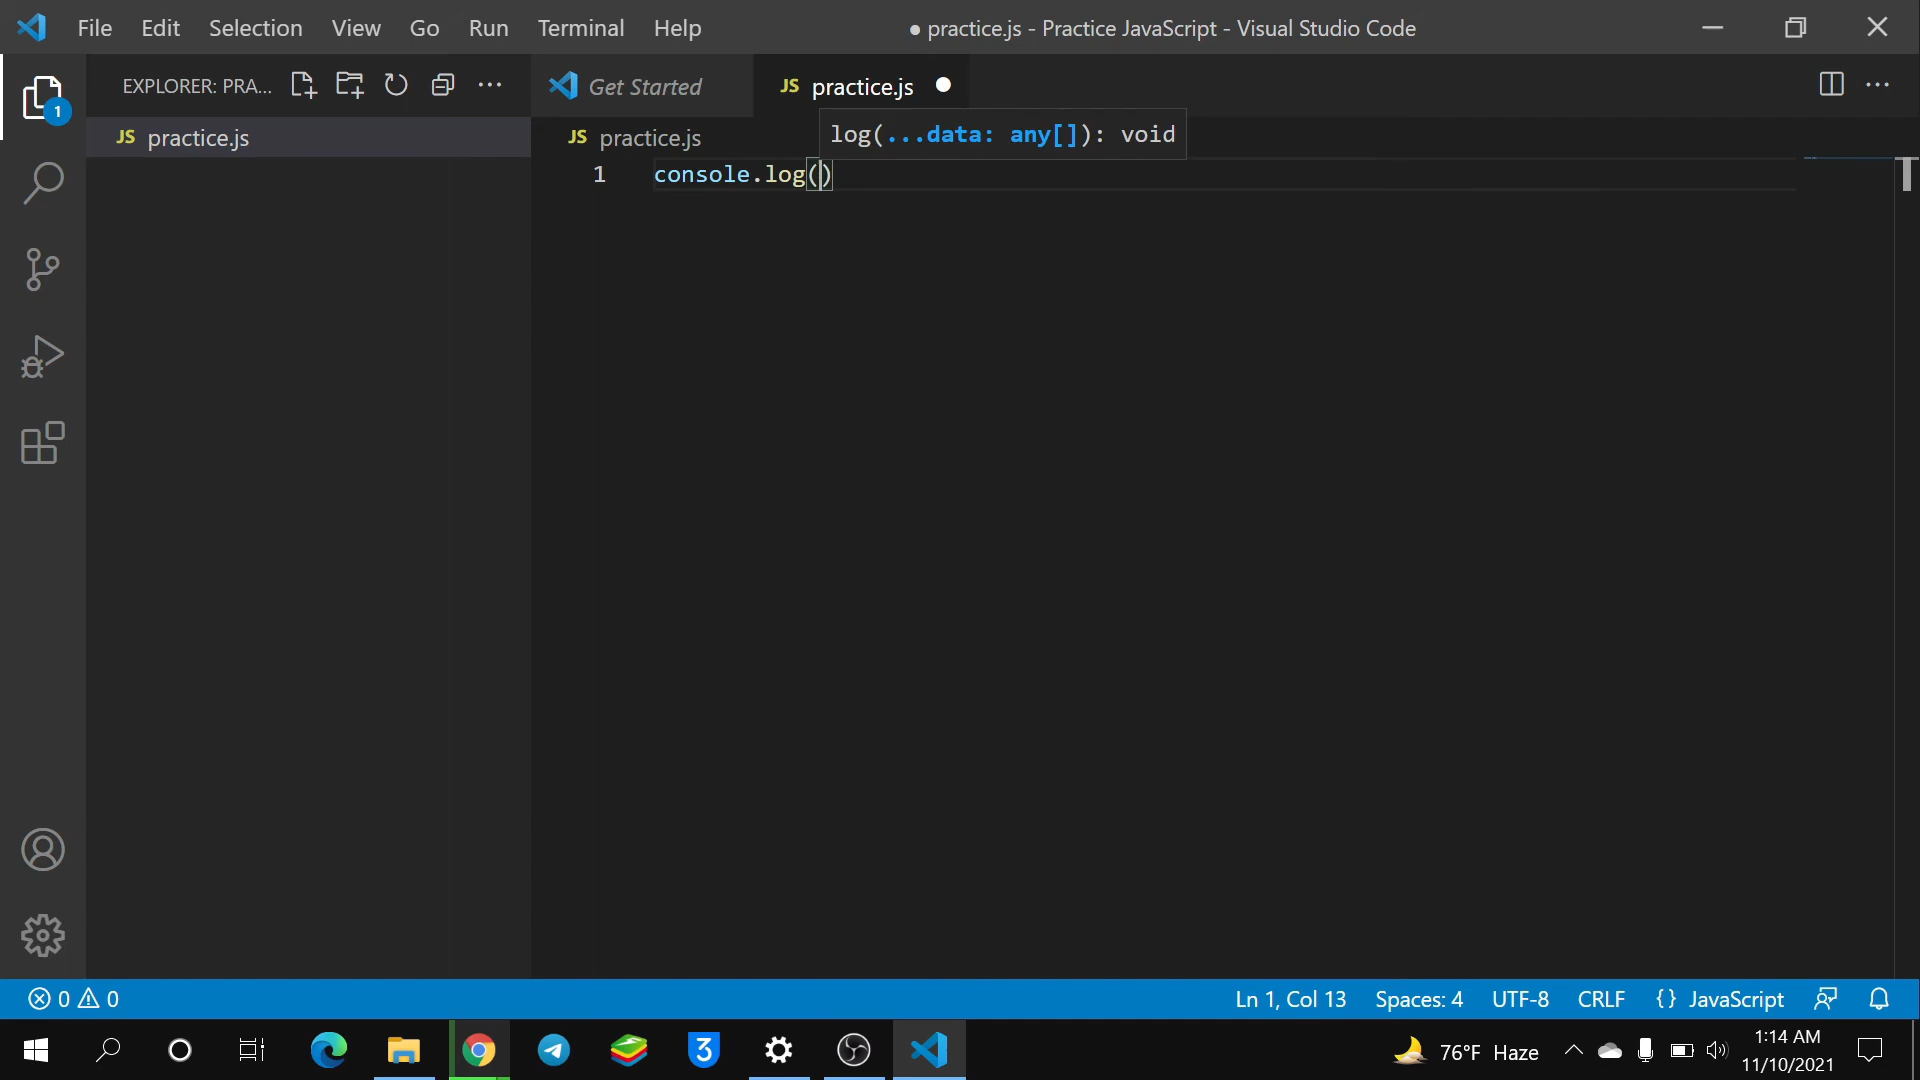 File Edit Selection View Go Run Terminal Help
● practice.js - Practice JavaScript - Visual Studio Code
EXPLORER: PRA...
Get Started
JS practice.js
JS practice.js
JS practice.js
log(...data: any[]): void
1 console.log()
1
0 0
Ln 1, Col 13 Spaces: 4 UTF-8 CRLF {} JavaScript
3
76°F Haze
1:14 AM
11/10/2021